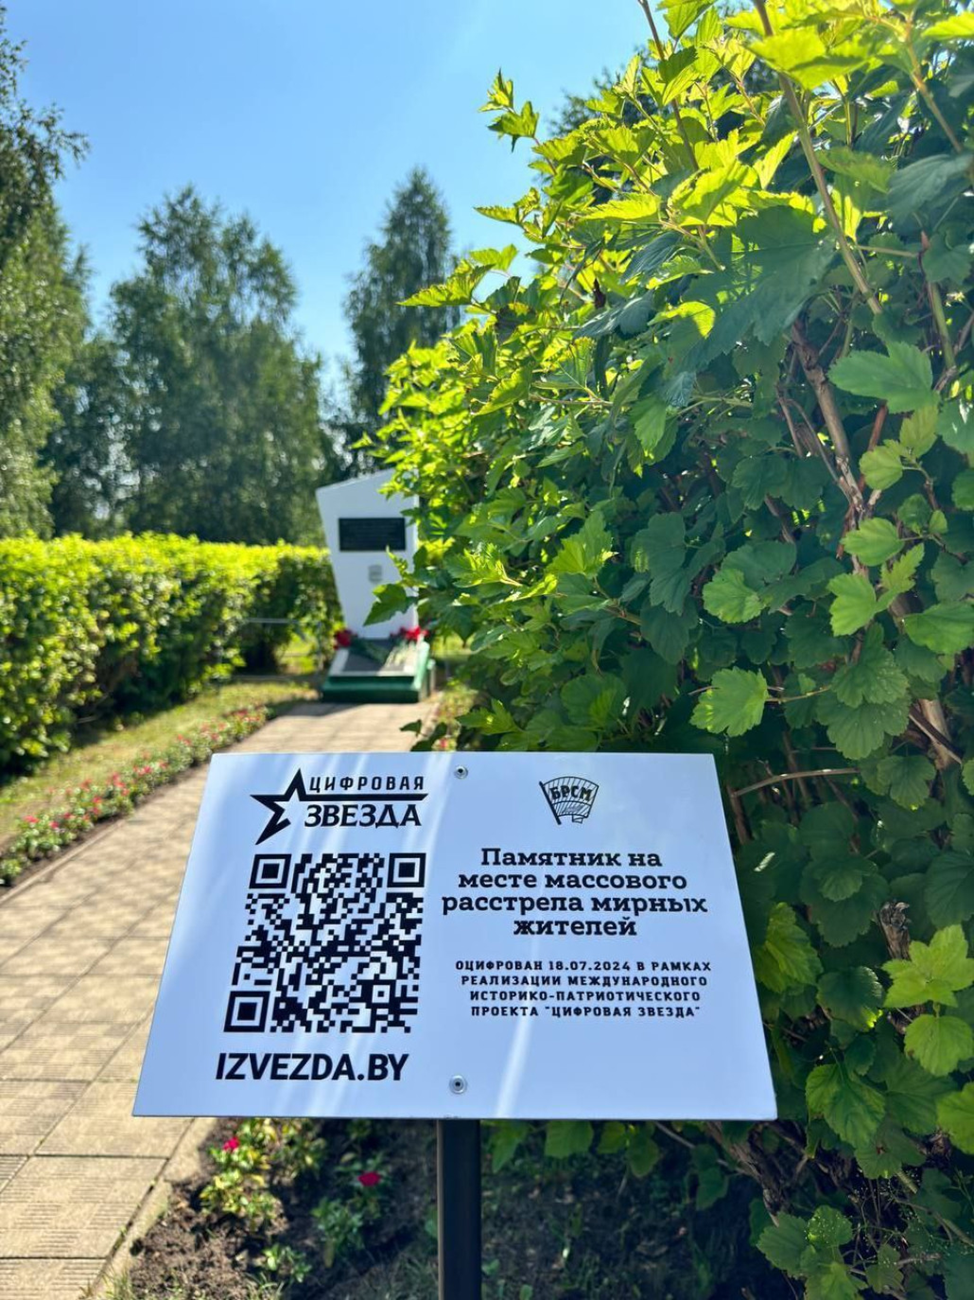 ЦИФРОВАЯ
ЗВЕЗДА
IZVEZDA.BY
БРСМ
Памятник на
месте массового
расстрела мирных
жителей
ОЦИФРОВАН 18.07.2024 В РАМКАХ
РЕАЛИЗАЦИИ МЕЖДУНАРОДНОГО
ИСТОРИКО-ПАТРИОТИЧЕСКОГО
ПРОЕКТА "ЦИФРОВАЯ ЗВЕЗДА"